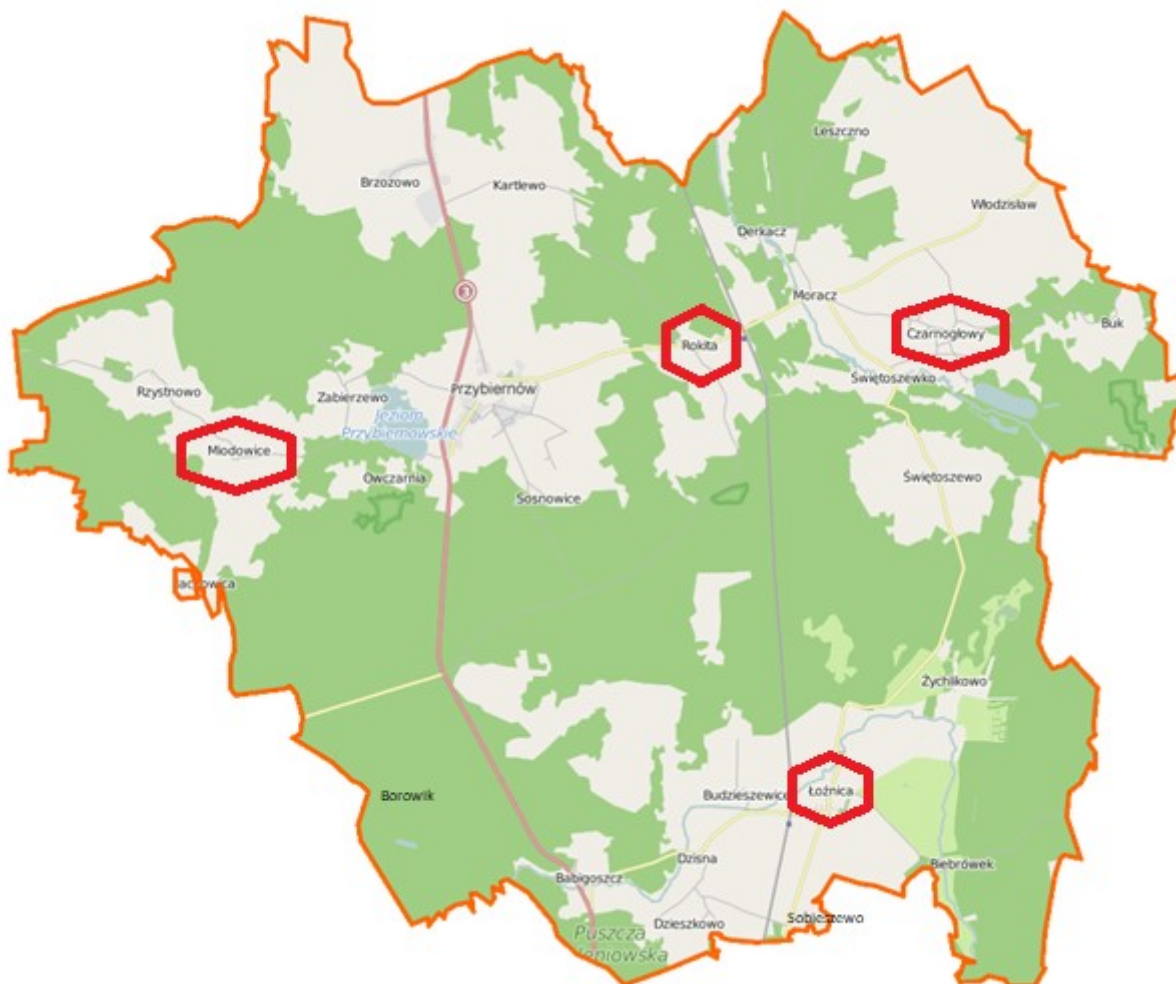 Leszczno
Brzozowo
Kartlewo
Włodzisław
Derkacz
3
Moracz
Buk
Czarnogłowy
Rokita
Świętoszewko
Przybiernów
Rzystnowo
Zabierzewo
Jezioro
Przybiernowskie
Miodowice
Owczarnia
Świętoszewo
Sosnowice
Żychlikowo
Borowik
Budzieszewice
Łoźnica
Dzisna
Biebrówek
Babigoszcz
Dzieszkowo
Sobieszewo
Puszcza